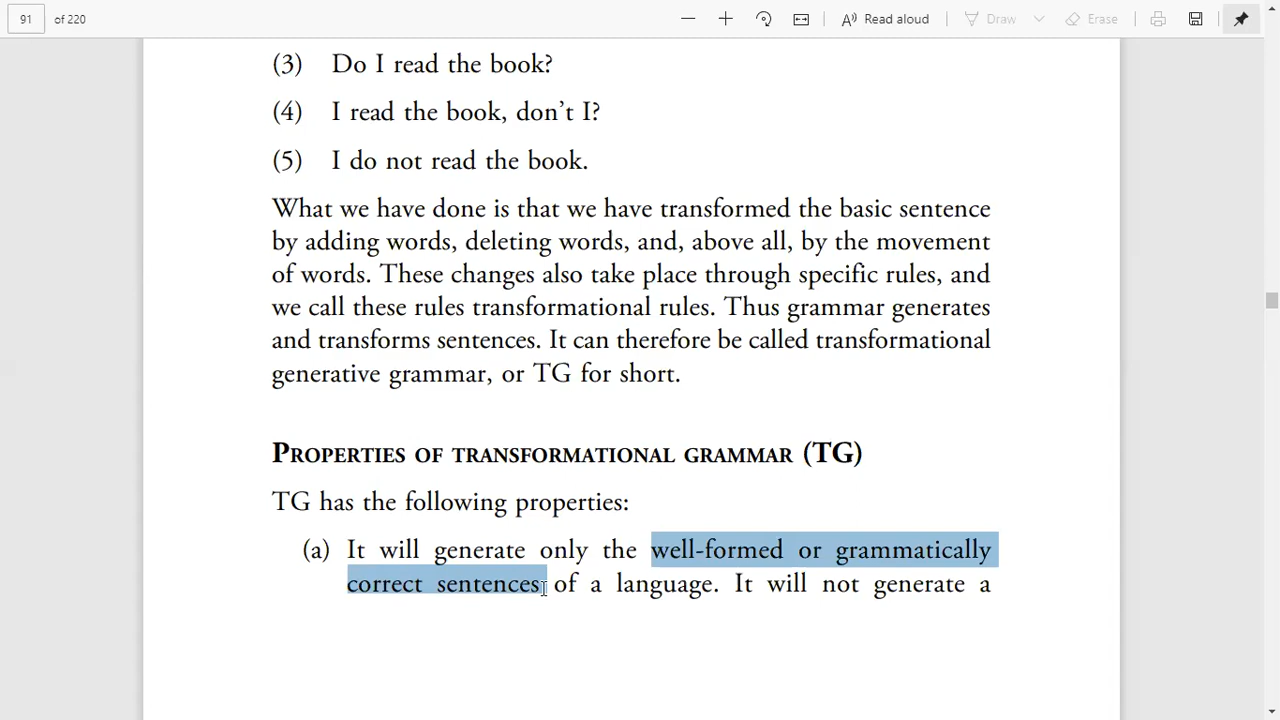 91 of 220 Read aloud Draw Erase
(3) Do I read the book?
(4) I read the book, don't I?
(5) I do not read the book.
What we have done is that we have transformed the basic sentence
by adding words, deleting words, and, above all, by the movement
of words. These changes also take place through specific rules, and
we call these rules transformational rules. Thus grammar generates
and transforms sentences. It can therefore be called transformational
generative grammar, or TG for short.
PROPERTIES OF TRANSFORMATIONAL GRAMMAR (TG)
TG has the following properties:
(a) It will generate only the well-formed or grammatically
correct sentences of a language. It will not generate a